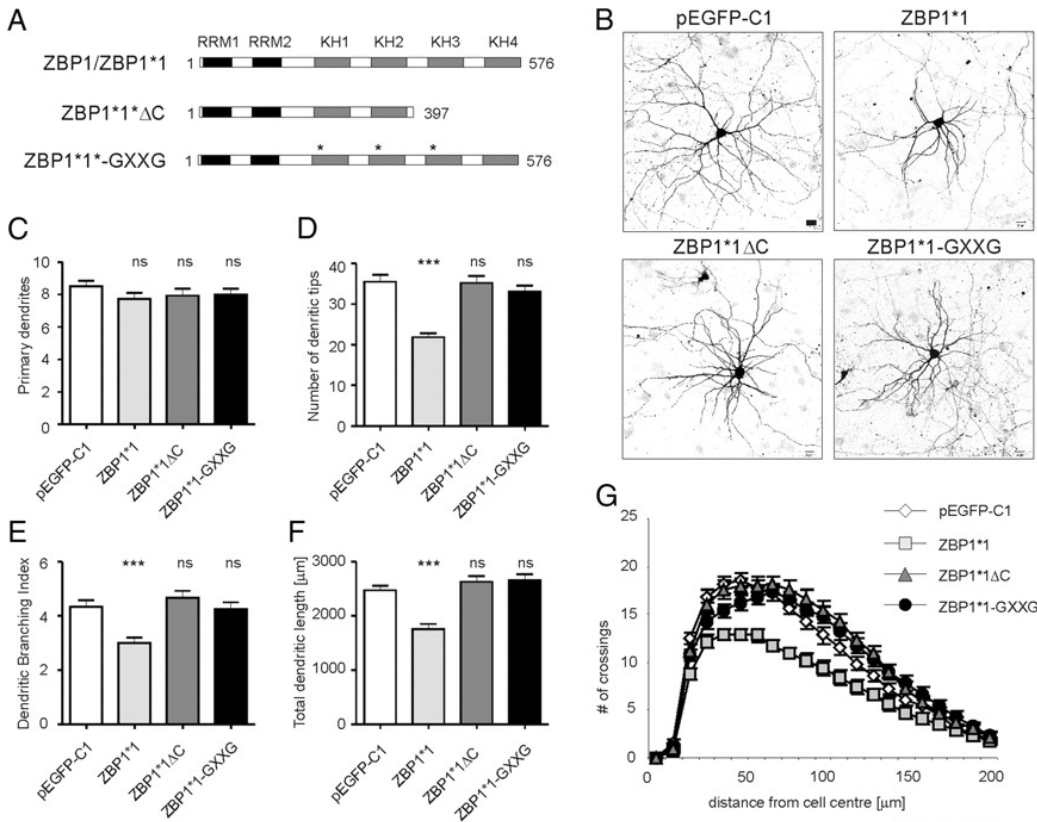 A
RRM1 RRM2 KH1 KH2 KH3 KH4
ZBP1/ZBP1*1 1 576
ZBP1*1*ΔC 1 397
* * *
ZBP1*1*-GXXG 1 576
B
pEGFP-C1 ZBP1*1
ZBP1*1ΔC ZBP1*1-GXXG
C
Primary dendrites
10
8
6
4
2
0
ns ns ns
pEGFP-C1
ZBP1*1
ZBP1*1ΔC
ZBP1*1-GXXG
D
Number of denritic tips
40
30
20
10
0
*** ns ns
pEGFP-C1
ZBP1*1
ZBP1*1ΔC
ZBP1*1-GXXG
E
Dendritic Branching Index
6
4
2
0
*** ns ns
pEGFP-C1
ZBP1*1
ZBP1*1ΔC
ZBP1*1-GXXG
F
Total dendritic length [μm]
3000
2000
1000
0
*** ns ns
pEGFP-C1
ZBP1*1
ZBP1*1ΔC
ZBP1*1-GXXG
G
# of crossings
25
20
15
10
5
0
0 50 100 150 200
distance from cell centre [μm]
pEGFP-C1
ZBP1*1
ZBP1*1ΔC
ZBP1*1-GXXG